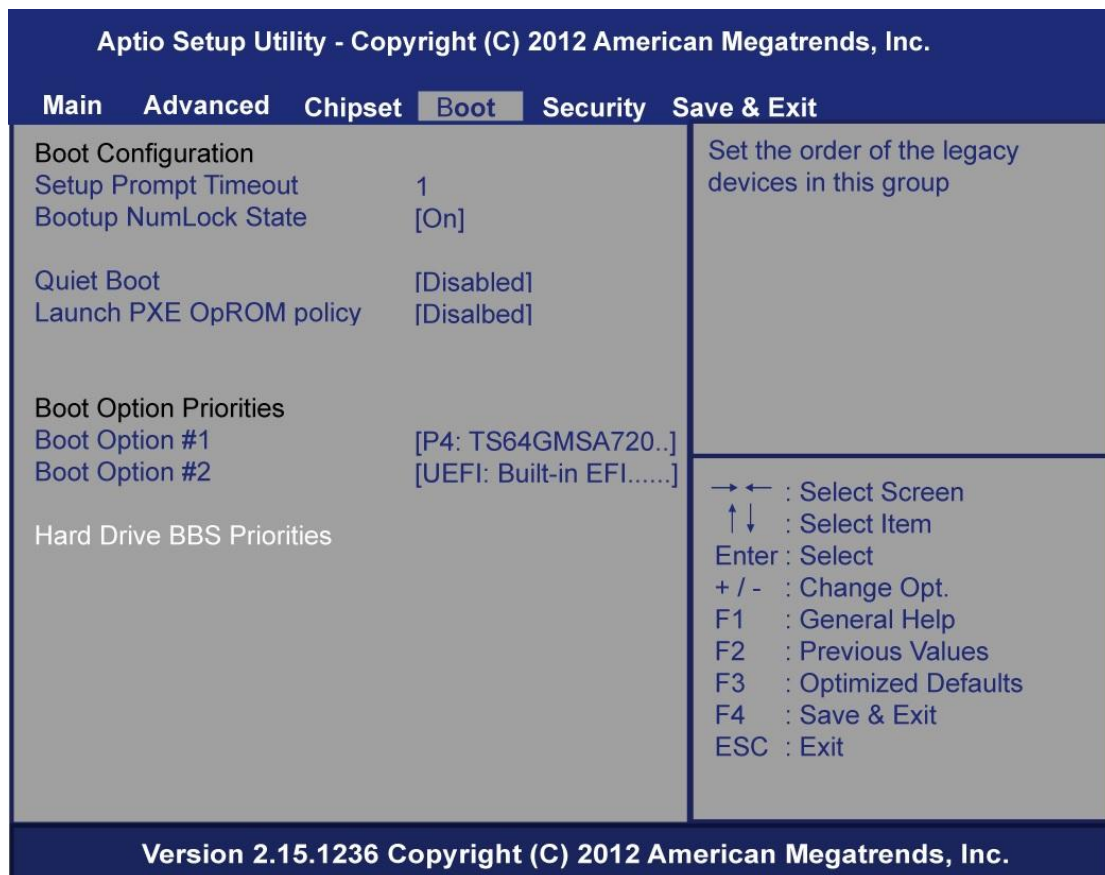 Aptio Setup Utility - Copyright (C) 2012 American Megatrends, Inc.
Main Advanced Chipset Boot Security Save & Exit
Boot Configuration
Setup Prompt Timeout 1
Bootup NumLock State [On]
Quiet Boot [Disabled]
Launch PXE OpROM policy [Disalbed]
Boot Option Priorities
Boot Option #1 [P4: TS64GMSA720..]
Boot Option #2 [UEFI: Built-in EFI......]
Hard Drive BBS Priorities
Set the order of the legacy
devices in this group
→ ← : Select Screen
↑ ↓ : Select Item
Enter : Select
+ / - : Change Opt.
F1 : General Help
F2 : Previous Values
F3 : Optimized Defaults
F4 : Save & Exit
ESC : Exit
Version 2.15.1236 Copyright (C) 2012 American Megatrends, Inc.